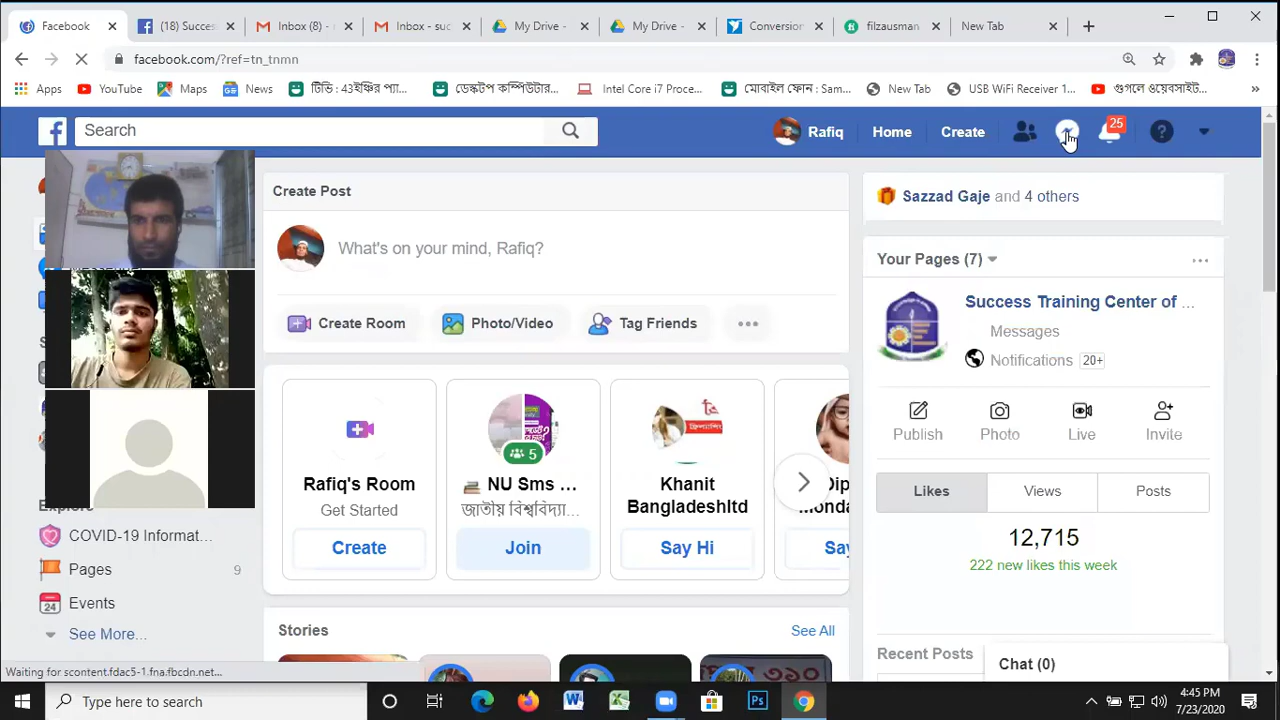 Facebook
(18) Succes
Inbox (8) -
Inbox - suc
My Drive -
My Drive -
Conversion
filzausman
New Tab
facebook.com/?ref=tn_tnmn
Apps
YouTube
Maps
News
টিভি : 43ইঞ্চির প্যা...
ডেস্কটপ কম্পিউটার...
Intel Core i7 Proce...
মোবাইল ফোন : Sam...
New Tab
USB WiFi Receiver 1...
গুগলে ওয়েবসাইট...
Search
Rafiq
Home
Create
25
Create Post
What's on your mind, Rafiq?
Create Room
Photo/Video
Tag Friends
Rafiq's Room
Get Started
Create
5
NU Sms ...
জাতীয় বিশ্ববিদ্যা...
Join
Khanit
Bangladeshltd
Say Hi
Monda
Stories
See All
Explore
COVID-19 Informat...
Pages
9
24
Events
See More...
Sazzad Gaje and 4 others
Your Pages (7)
Success Training Center of ...
Messages
Notifications 20+
Publish
Photo
Live
Invite
Likes
Views
Posts
12,715
222 new likes this week
Recent Posts
Chat (0)
Waiting for scontent.fdac5-1.fna.fbcdn.net...
Type here to search
4:45 PM
7/23/2020